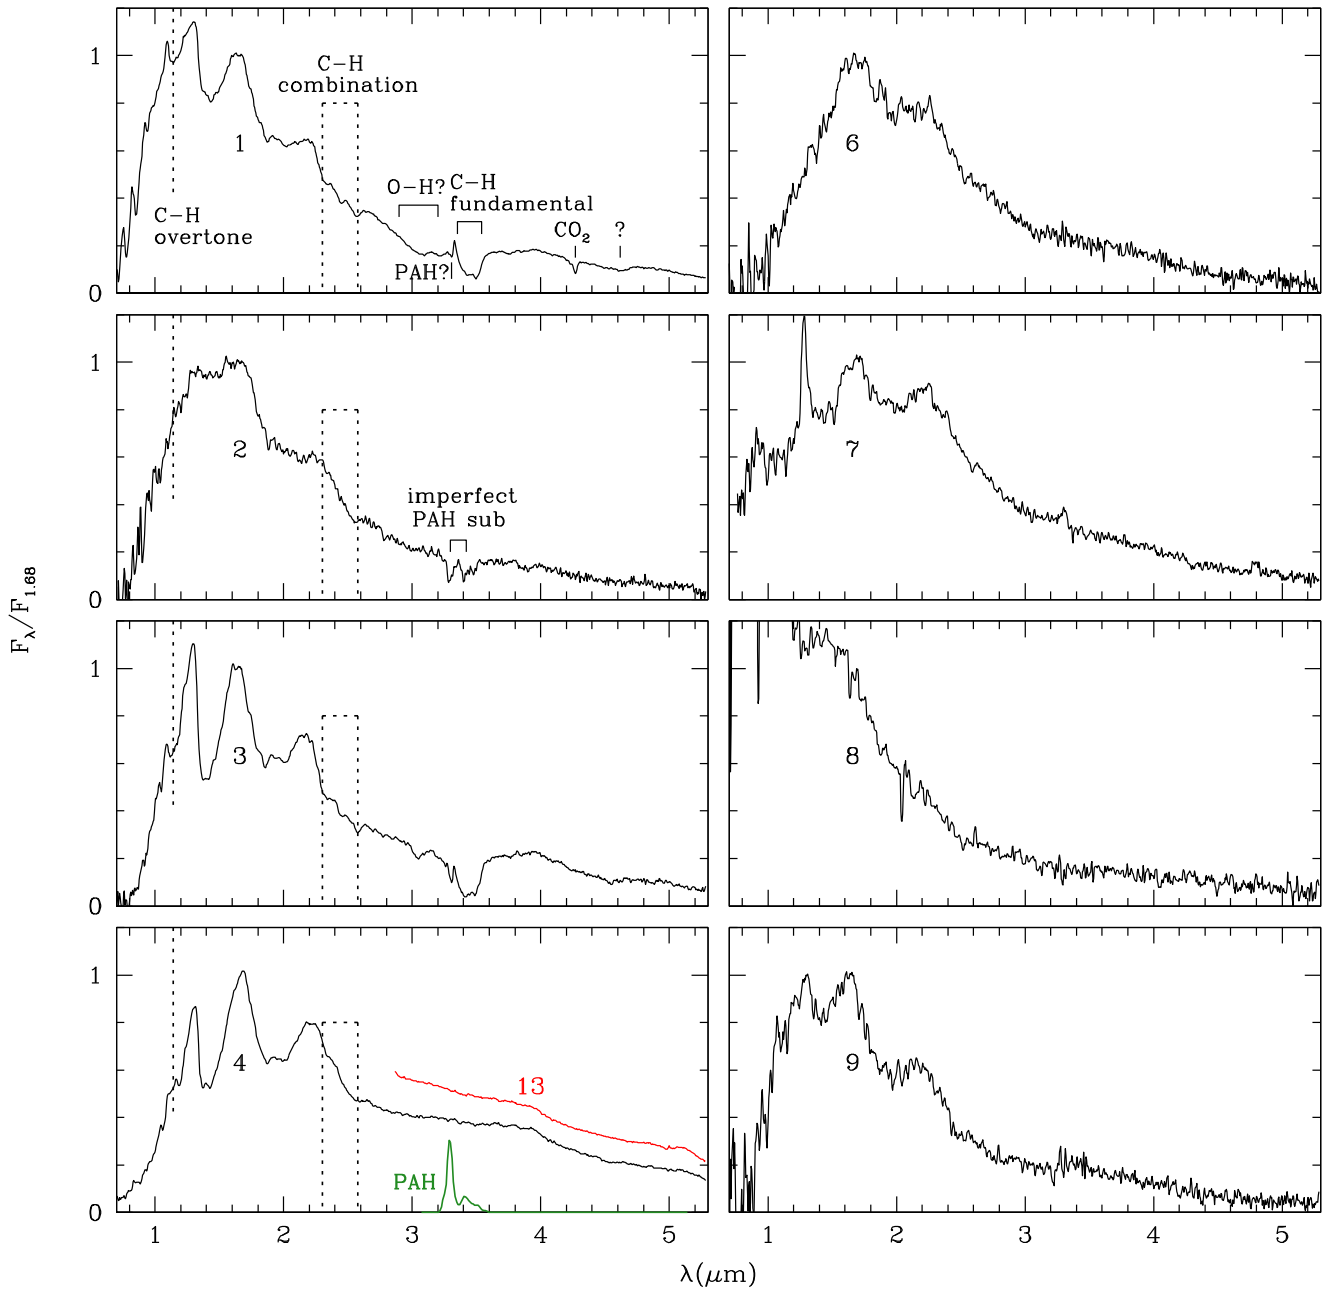 1
C−H
combination
1
C−H
overtone
O−H?
C−H
fundamental
CO2
?
PAH?
0
6
1
2
imperfect
PAH sub
0
7
Fλ/F1.68
1
3
0
8
1
4
13
PAH
0
9
1 2 3 4 5
1 2 3 4 5
λ(μm)